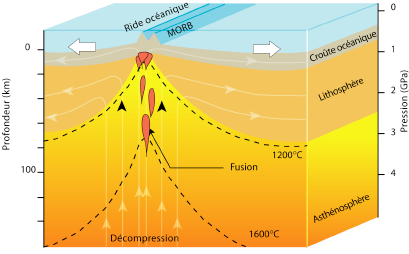 Ride océanique
MORB
0
0
Croûte océanique
1
Lithosphère
2
Profondeur (km)
Pression (GPa)
3
Fusion
1200°C
100
4
Asthénosphère
Décompression
1600°C